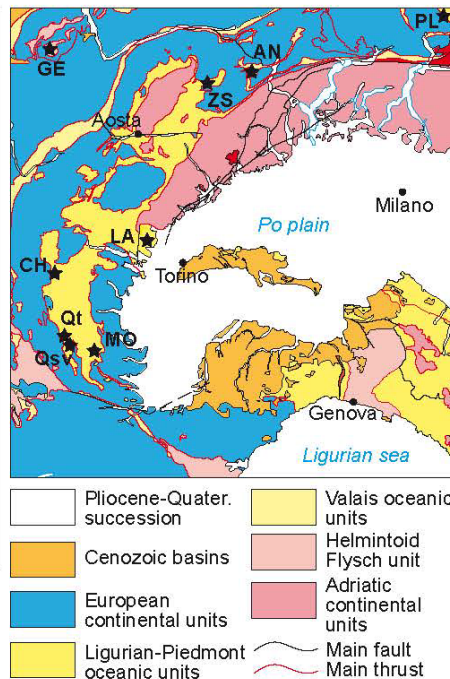 PL
AN
GE
ZS
Aosta
Milano
LA
Po plain
CH
Torino
Qt
MO
Qsv
Genova
Ligurian sea
Pliocene-Quater.
succession
Valais oceanic
units
Cenozoic basins
Helmintoid
Flysch unit
European
continental units
Adriatic
continental
units
Ligurian-Piedmont
oceanic units
Main fault
Main thrust